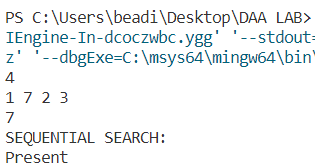 PS C:\Users\beadi\Desktop\DAA LAB>
IEngine-In-dcoczwbc.ygg' '--stdout=
z' '--dbgExe=C:\msys64\mingw64\bin\
4
1 7 2 3
7
SEQUENTIAL SEARCH:
Present